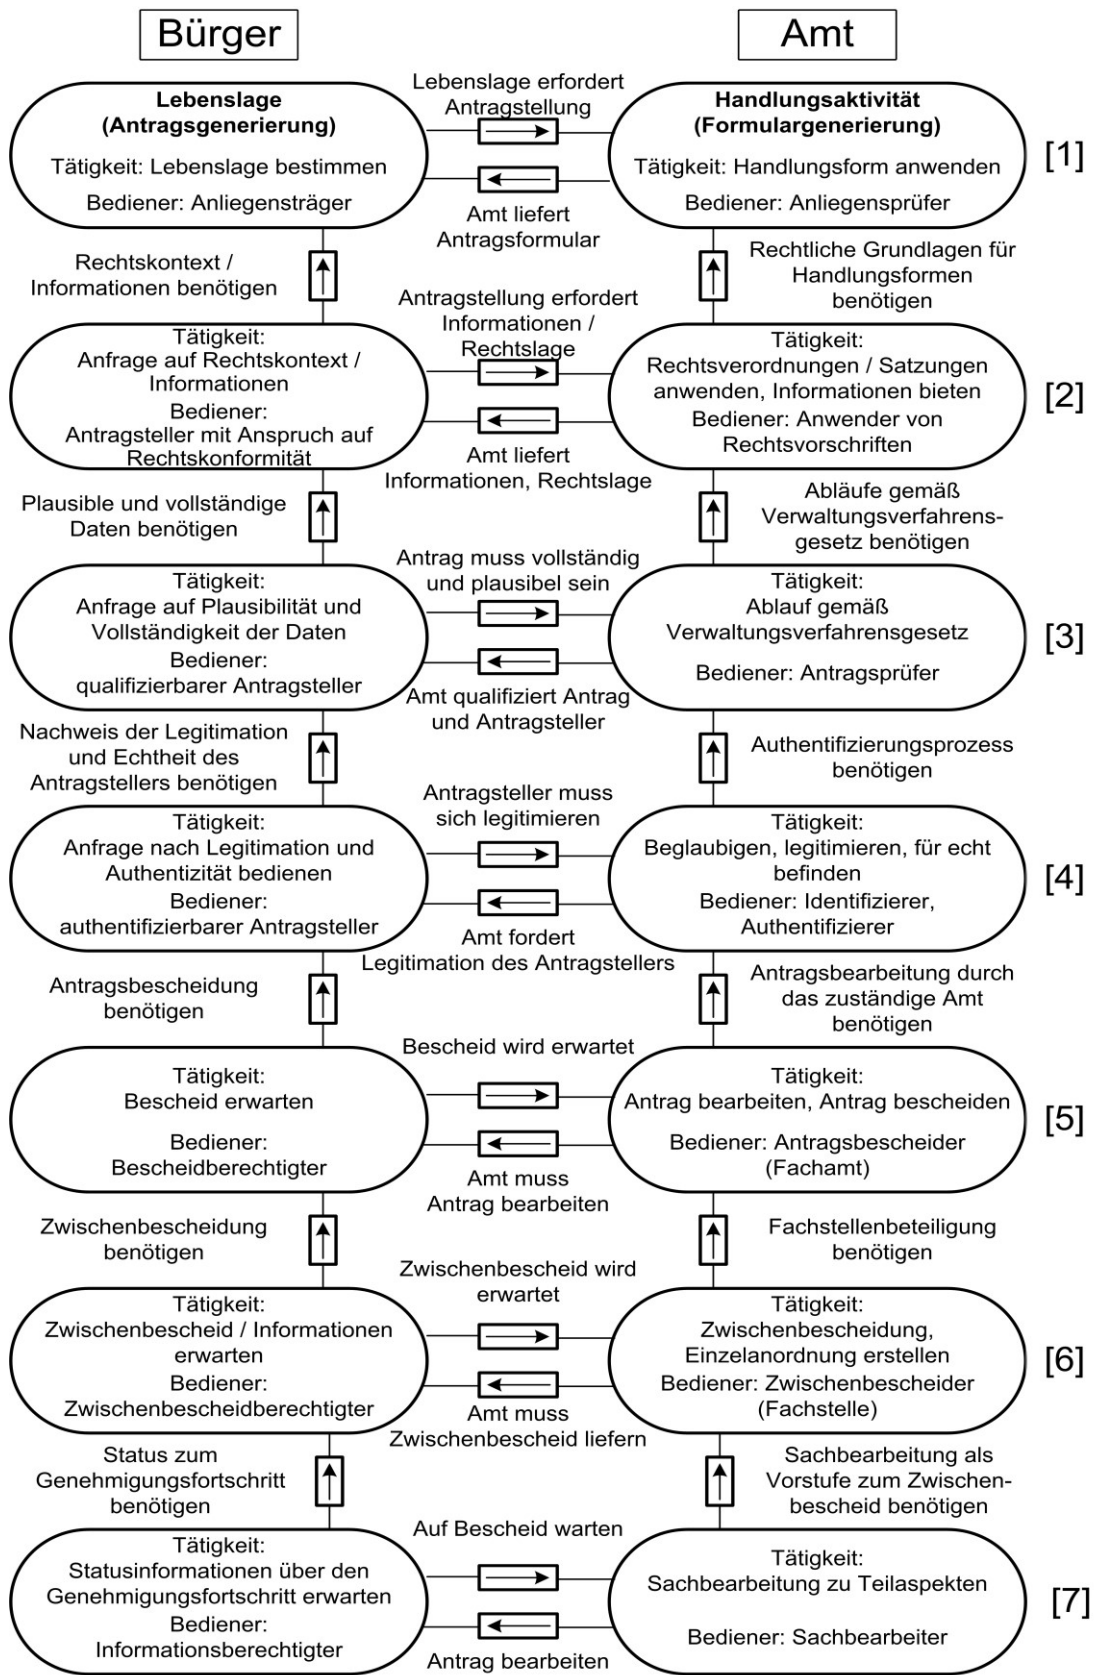 Bürger
Amt
Lebenslage erfordert
Antragstellung
Lebenslage
(Antragsgenerierung)
Tätigkeit: Lebenslage bestimmen
Bediener: Anliegensträger
Handlungsaktivität
(Formulargenerierung)
Tätigkeit: Handlungsform anwenden
Bediener: Anliegensprüfer
[1]
Amt liefert
Antragsformular
Rechtskontext /
Informationen benötigen
Rechtliche Grundlagen für
Handlungsformen
benötigen
Antragstellung erfordert
Informationen /
Rechtslage
Tätigkeit:
Anfrage auf Rechtskontext /
Informationen
Bediener:
Antragsteller mit Anspruch auf
Rechtskonformität
Tätigkeit:
Rechtsverordnungen / Satzungen
anwenden, Informationen bieten
Bediener: Anwender von
Rechtsvorschriften
[2]
Amt liefert
Informationen, Rechtslage
Plausible und vollständige
Daten benötigen
Abläufe gemäß
Verwaltungsverfahrens-
gesetz benötigen
Antrag muss vollständig
und plausibel sein
Tätigkeit:
Anfrage auf Plausibilität und
Vollständigkeit der Daten
Bediener:
qualifizierbarer Antragsteller
Tätigkeit:
Ablauf gemäß
Verwaltungsverfahrensgesetz
Bediener: Antragsprüfer
[3]
Amt qualifiziert Antrag
und Antragsteller
Nachweis der Legitimation
und Echtheit des
Antragstellers benötigen
Authentifizierungsprozess
benötigen
Antragsteller muss
sich legitimieren
Tätigkeit:
Anfrage nach Legitimation und
Authentizität bedienen
Bediener:
authentifizierbarer Antragsteller
Tätigkeit:
Beglaubigen, legitimieren, für echt
befinden
Bediener: Identifizierer,
Authentifizierer
[4]
Amt fordert
Legitimation des Antragstellers
Antragsbescheidung
benötigen
Antragsbearbeitung durch
das zuständige Amt
benötigen
Bescheid wird erwartet
Tätigkeit:
Bescheid erwarten
Bediener:
Bescheidberechtigter
Tätigkeit:
Antrag bearbeiten, Antrag bescheiden
Bediener: Antragsbescheider
(Fachamt)
[5]
Amt muss
Antrag bearbeiten
Zwischenbescheidung
benötigen
Fachstellenbeteiligung
benötigen
Zwischenbescheid wird
erwartet
Tätigkeit:
Zwischenbescheid / Informationen
erwarten
Bediener:
Zwischenbescheidberechtigter
Tätigkeit:
Zwischenbescheidung,
Einzelanordnung erstellen
Bediener: Zwischenbescheider
(Fachstelle)
[6]
Amt muss
Zwischenbescheid liefern
Status zum
Genehmigungsfortschritt
benötigen
Sachbearbeitung als
Vorstufe zum Zwischen-
bescheid benötigen
Auf Bescheid warten
Tätigkeit:
Statusinformationen über den
Genehmigungsfortschritt erwarten
Bediener:
Informationsberechtigter
Tätigkeit:
Sachbearbeitung zu Teilaspekten
Bediener: Sachbearbeiter
[7]
Antrag bearbeiten